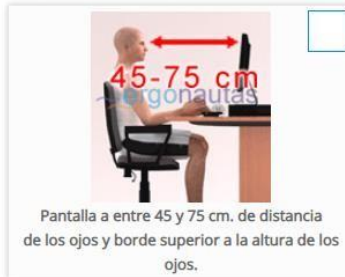 45-75 cm
ergonautas
Pantalla a entre 45 y 75 cm. de distancia
de los ojos y borde superior a la altura de los
ojos.